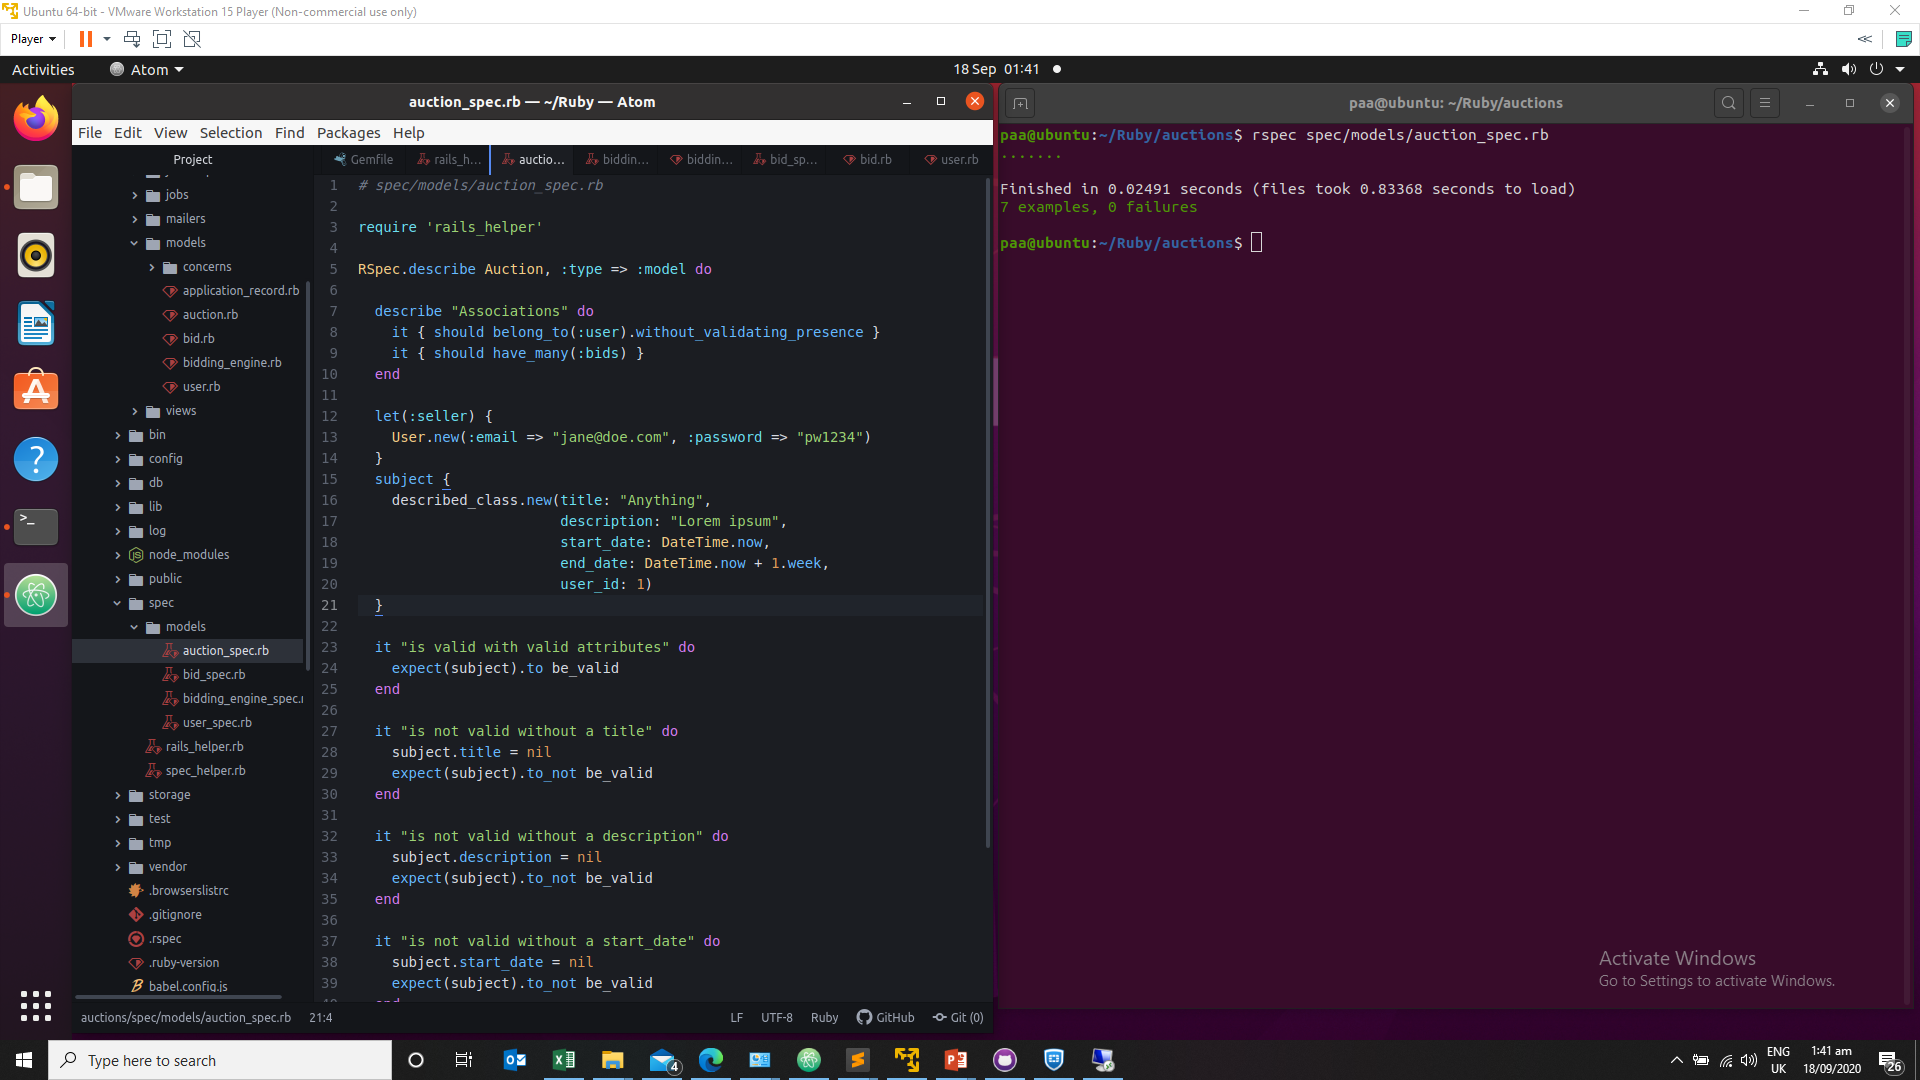 Ubuntu 64-bit - VMware Workstation 15 Player (Non-commercial use only)
Player
Activities
Atom
18 Sep 01:41
auction_spec.rb — ~/Ruby — Atom
File Edit View Selection Find Packages Help
Project
jobs
mailers
models
concerns
application_record.rb
auction.rb
bid.rb
bidding_engine.rb
user.rb
views
bin
config
db
lib
log
node_modules
public
spec
models
auction_spec.rb
bid_spec.rb
bidding_engine_spec.r
user_spec.rb
rails_helper.rb
spec_helper.rb
storage
test
tmp
vendor
.browserslistrc
.gitignore
.rspec
.ruby-version
babel.config.js
Gemfile rails_h... auctio... biddin... biddin... bid_sp... bid.rb user.rb
1 # spec/models/auction_spec.rb
2
3 require 'rails_helper'
4
5 RSpec.describe Auction, :type => :model do
6
7 describe "Associations" do
8 it { should belong_to(:user).without_validating_presence }
9 it { should have_many(:bids) }
10 end
11
12 let(:seller) {
13 User.new(:email => "jane@doe.com", :password => "pw1234")
14 }
15 subject {
16 described_class.new(title: "Anything",
17 description: "Lorem ipsum",
18 start_date: DateTime.now,
19 end_date: DateTime.now + 1.week,
20 user_id: 1)
21 }
22
23 it "is valid with valid attributes" do
24 expect(subject).to be_valid
25 end
26
27 it "is not valid without a title" do
28 subject.title = nil
29 expect(subject).to_not be_valid
30 end
31
32 it "is not valid without a description" do
33 subject.description = nil
34 expect(subject).to_not be_valid
35 end
36
37 it "is not valid without a start_date" do
38 subject.start_date = nil
39 expect(subject).to_not be_valid
auctions/spec/models/auction_spec.rb 21:4
LF UTF-8 Ruby GitHub Git (0)
paa@ubuntu: ~/Ruby/auctions
paa@ubuntu:~/Ruby/auctions$ rspec spec/models/auction_spec.rb
.......
Finished in 0.02491 seconds (files took 0.83368 seconds to load)
7 examples, 0 failures
paa@ubuntu:~/Ruby/auctions$
Activate Windows
Go to Settings to activate Windows.
Type here to search
4
ENG
UK
1:41 am
18/09/2020
26